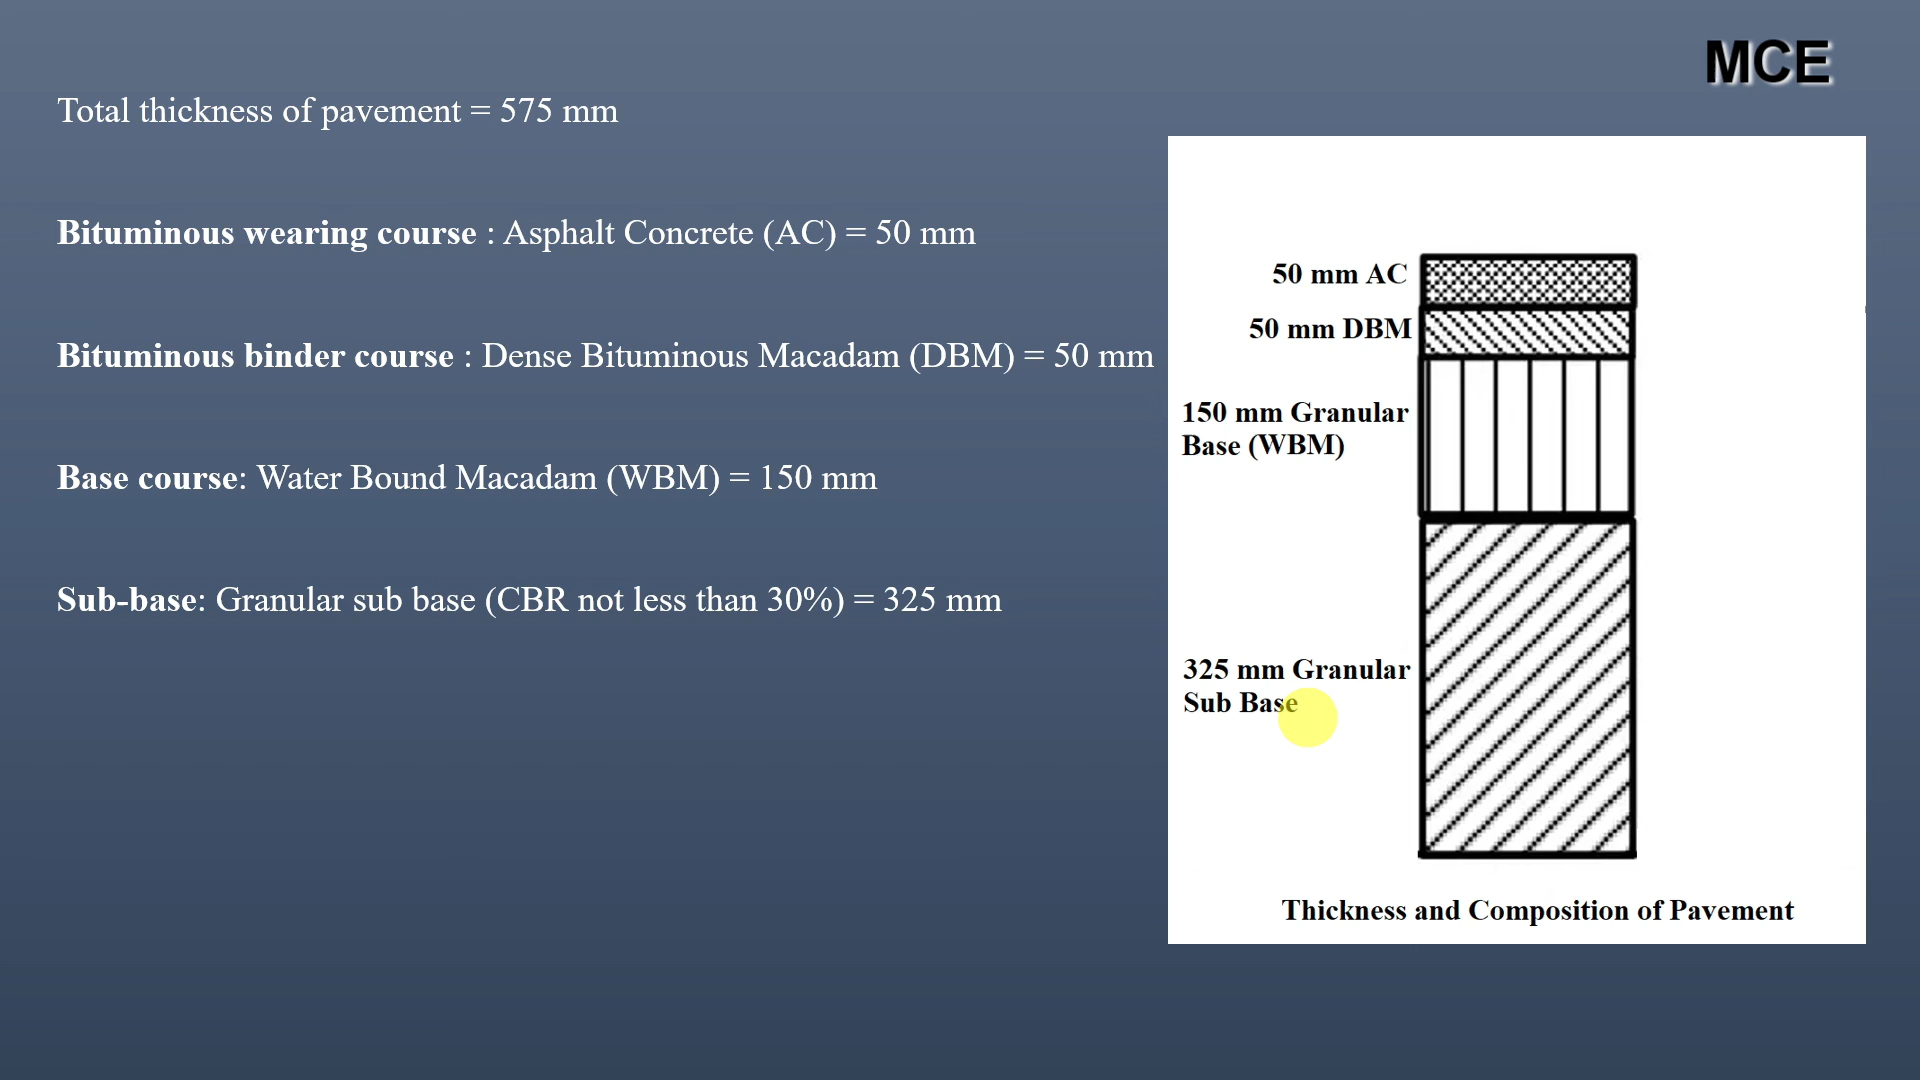 MCE
Total thickness of pavement = 575 mm
Bituminous wearing course : Asphalt Concrete (AC) = 50 mm
Bituminous binder course : Dense Bituminous Macadam (DBM) = 50 mm
Base course: Water Bound Macadam (WBM) = 150 mm
Sub-base: Granular sub base (CBR not less than 30%) = 325 mm
50 mm AC
50 mm DBM
150 mm Granular
Base (WBM)
325 mm Granular
Sub Base
Thickness and Composition of Pavement